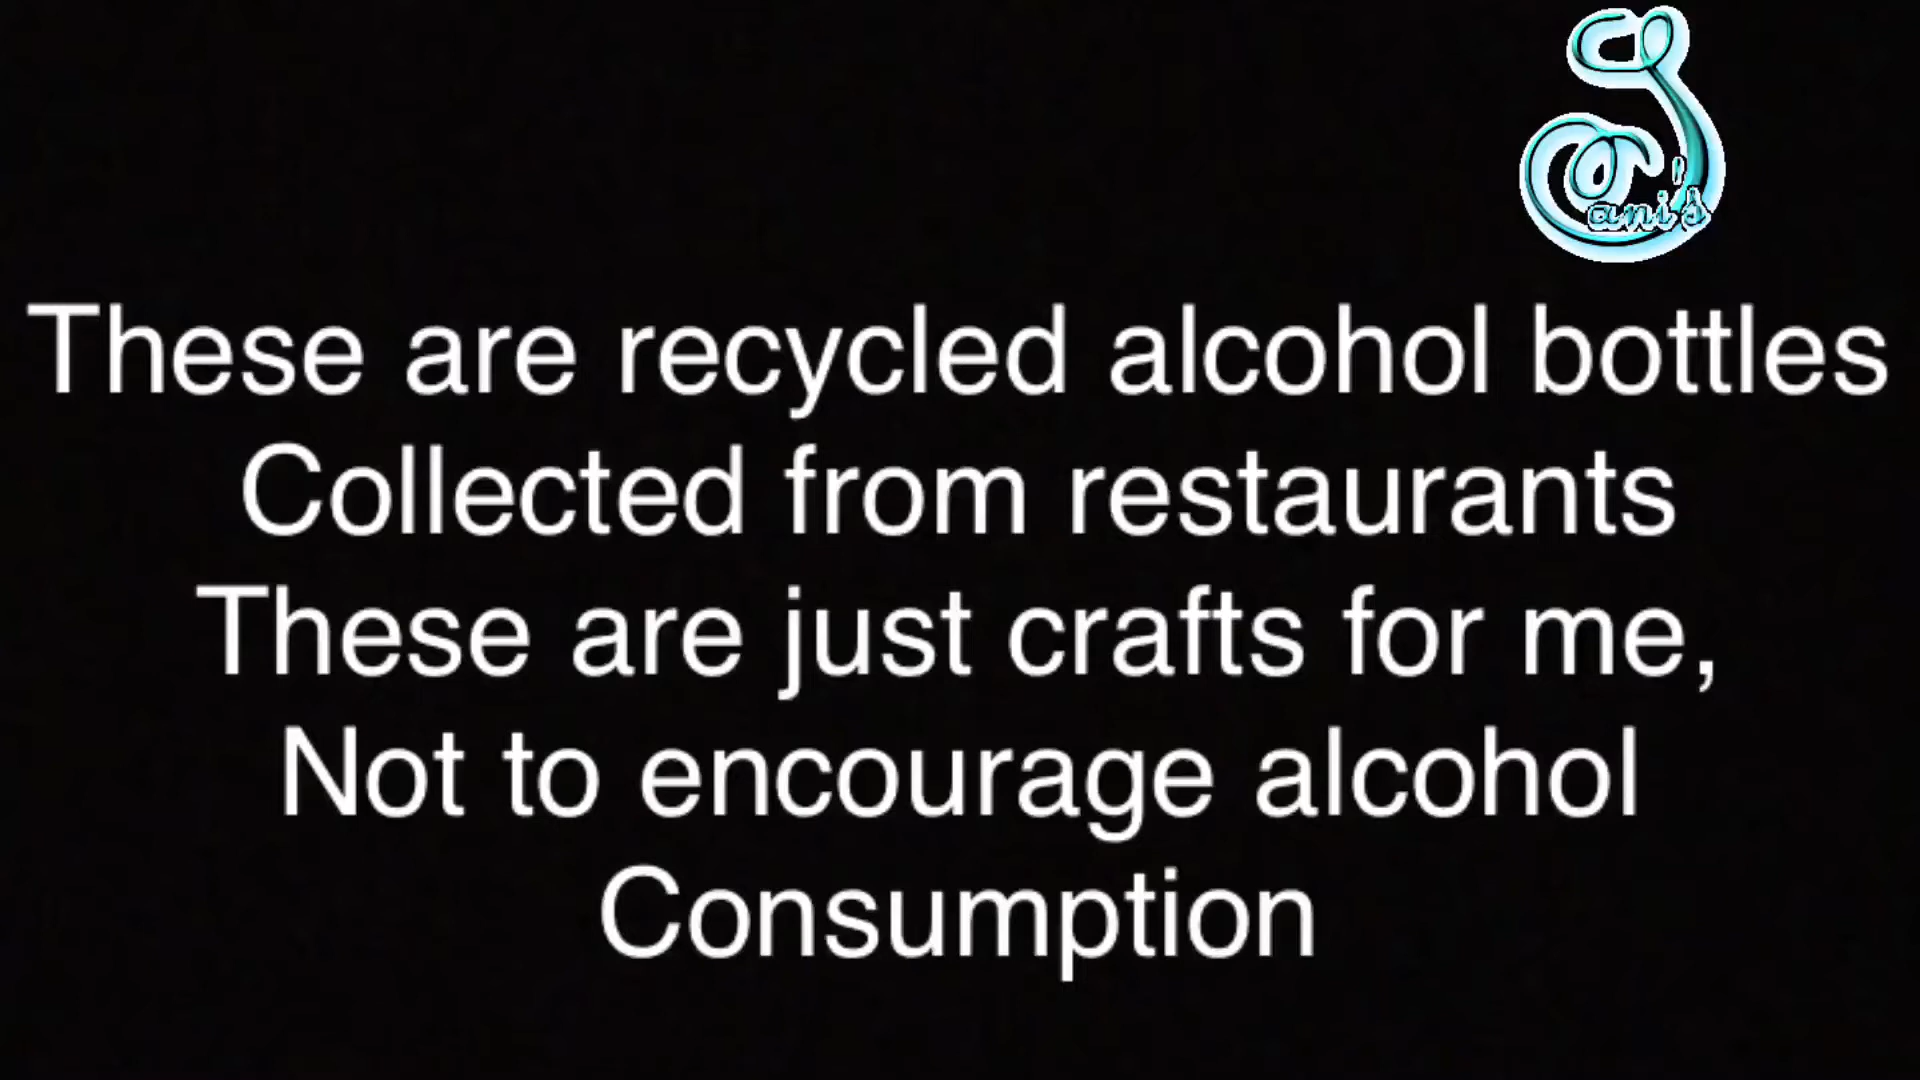 Sani's
These are recycled alcohol bottles
Collected from restaurants
These are just crafts for me,
Not to encourage alcohol
Consumption